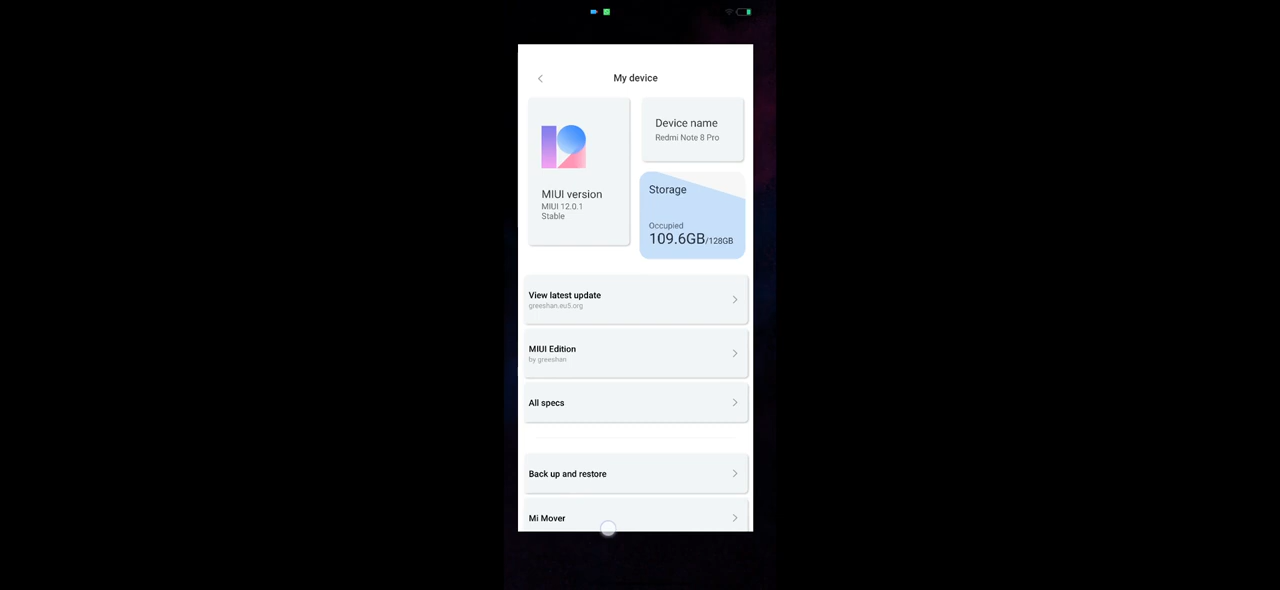 My device
MIUI version
MIUI 12.0.1
Stable
Device name
Redmi Note 8 Pro
Storage
Occupied
109.6GB/128GB
View latest update
greeshan.eu5.org
MIUI Edition
by greeshan
All specs
Back up and restore
Mi Mover